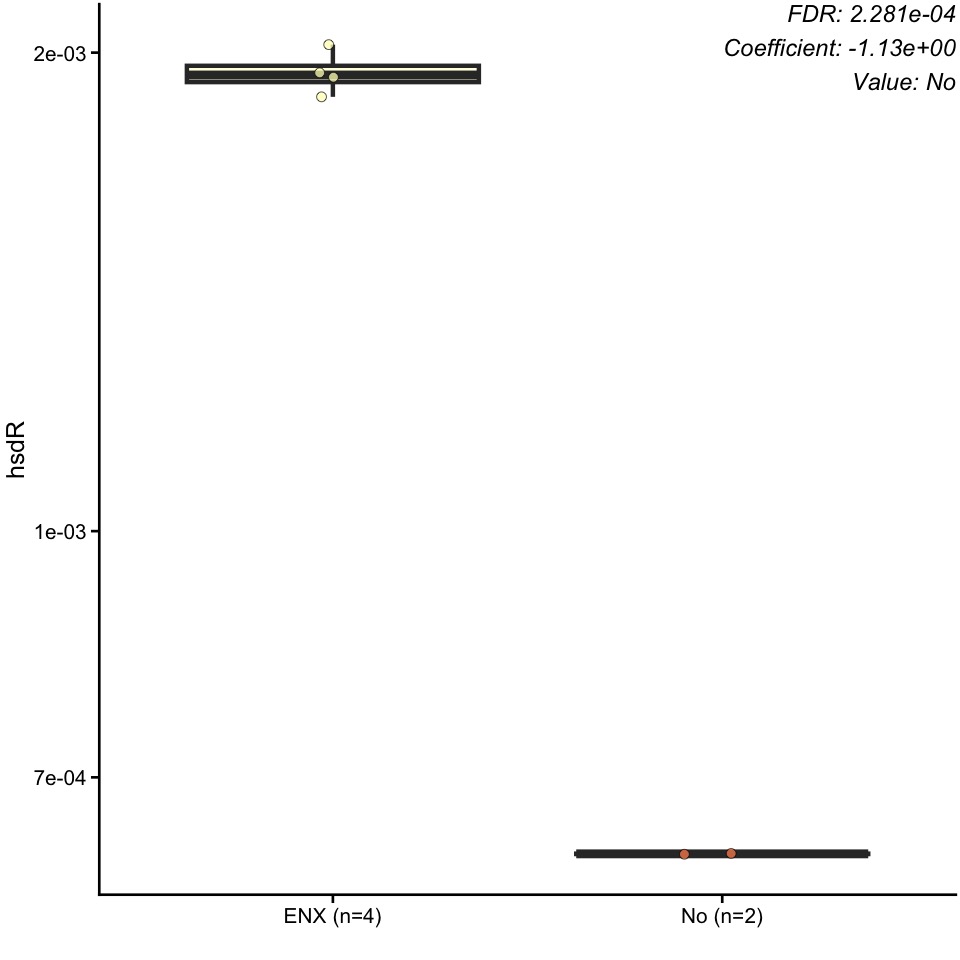 FDR: 2.281e-04
Coefficient: -1.13e+00
Value: No
2e-03
1e-03
7e-04
hsdR
ENX (n=4)
No (n=2)